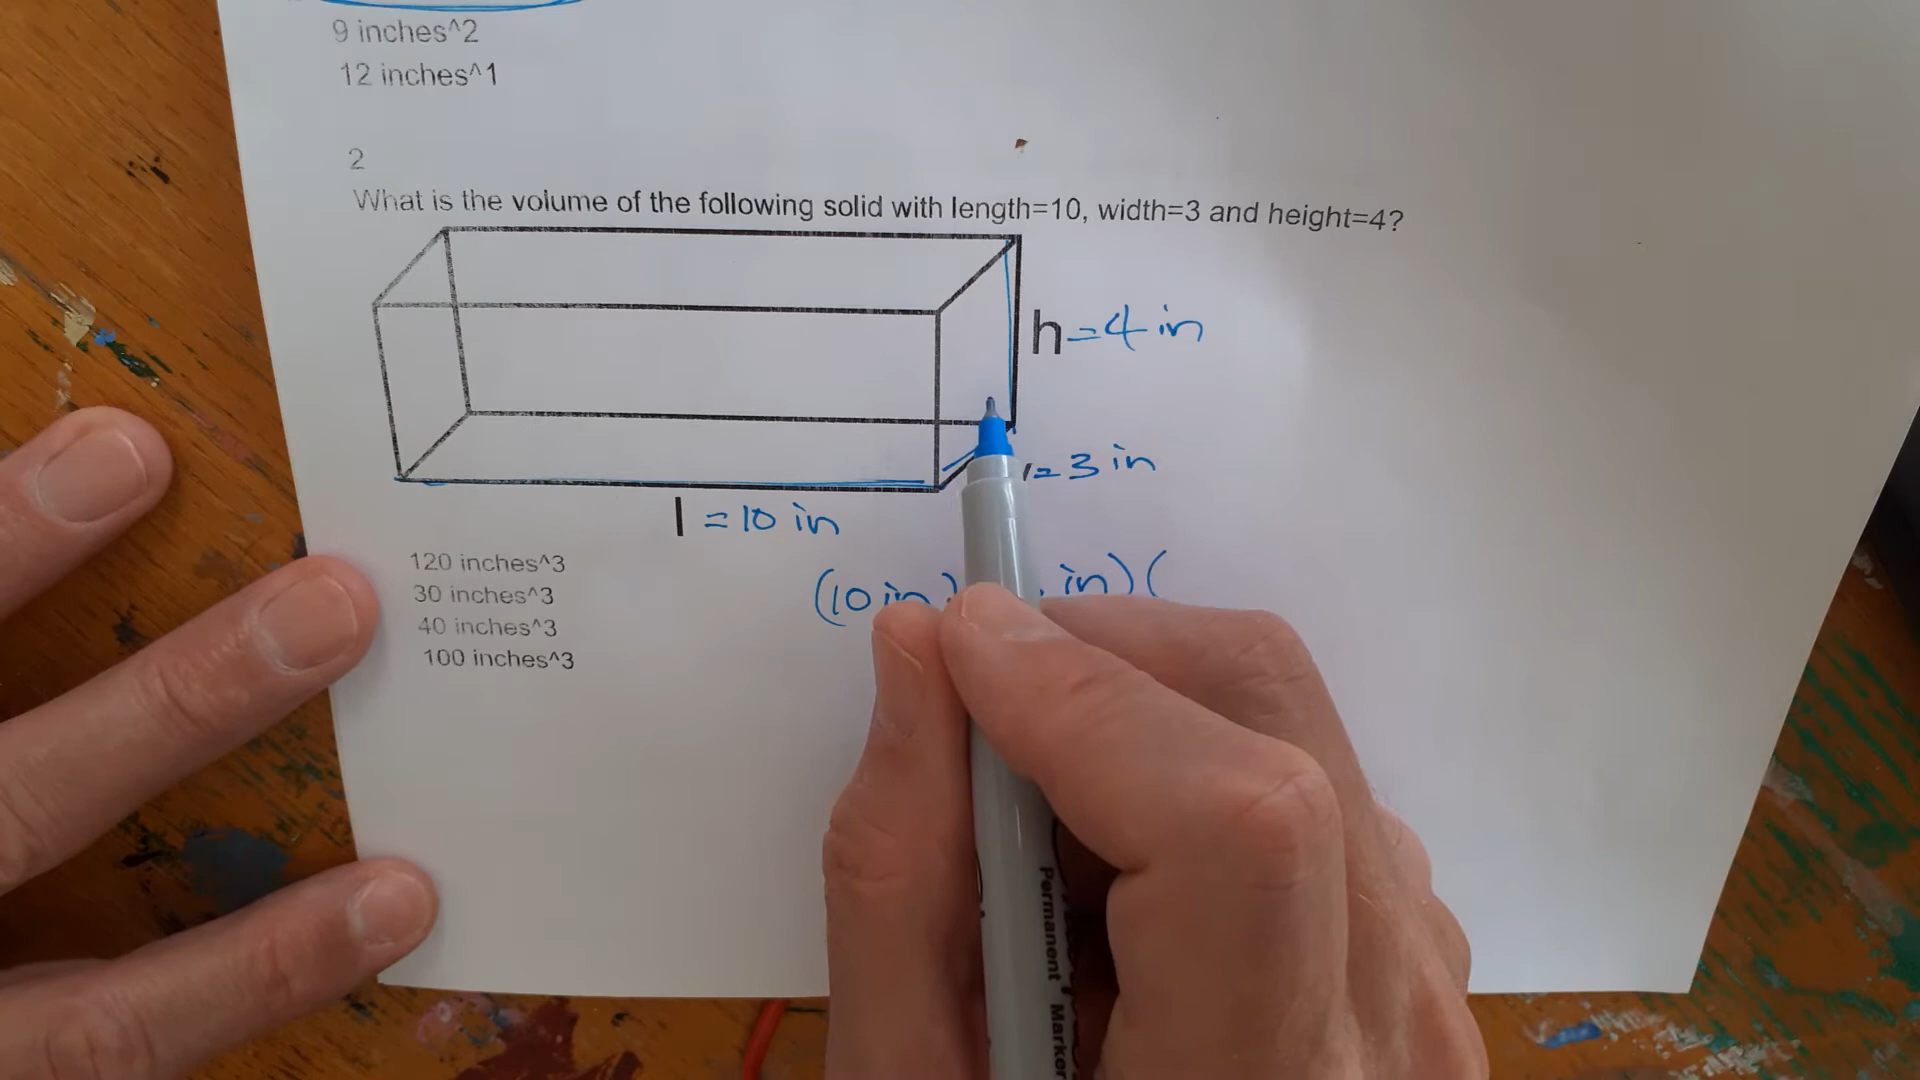 9 inches^2
12 inches^1
2
What is the volume of the following solid with length=10, width=3 and height=4?
h=4 in
=3 in
l=10 in
120 inches^3
30 inches^3
40 inches^3
100 inches^3
(10 in) in)(
Permanent Marker